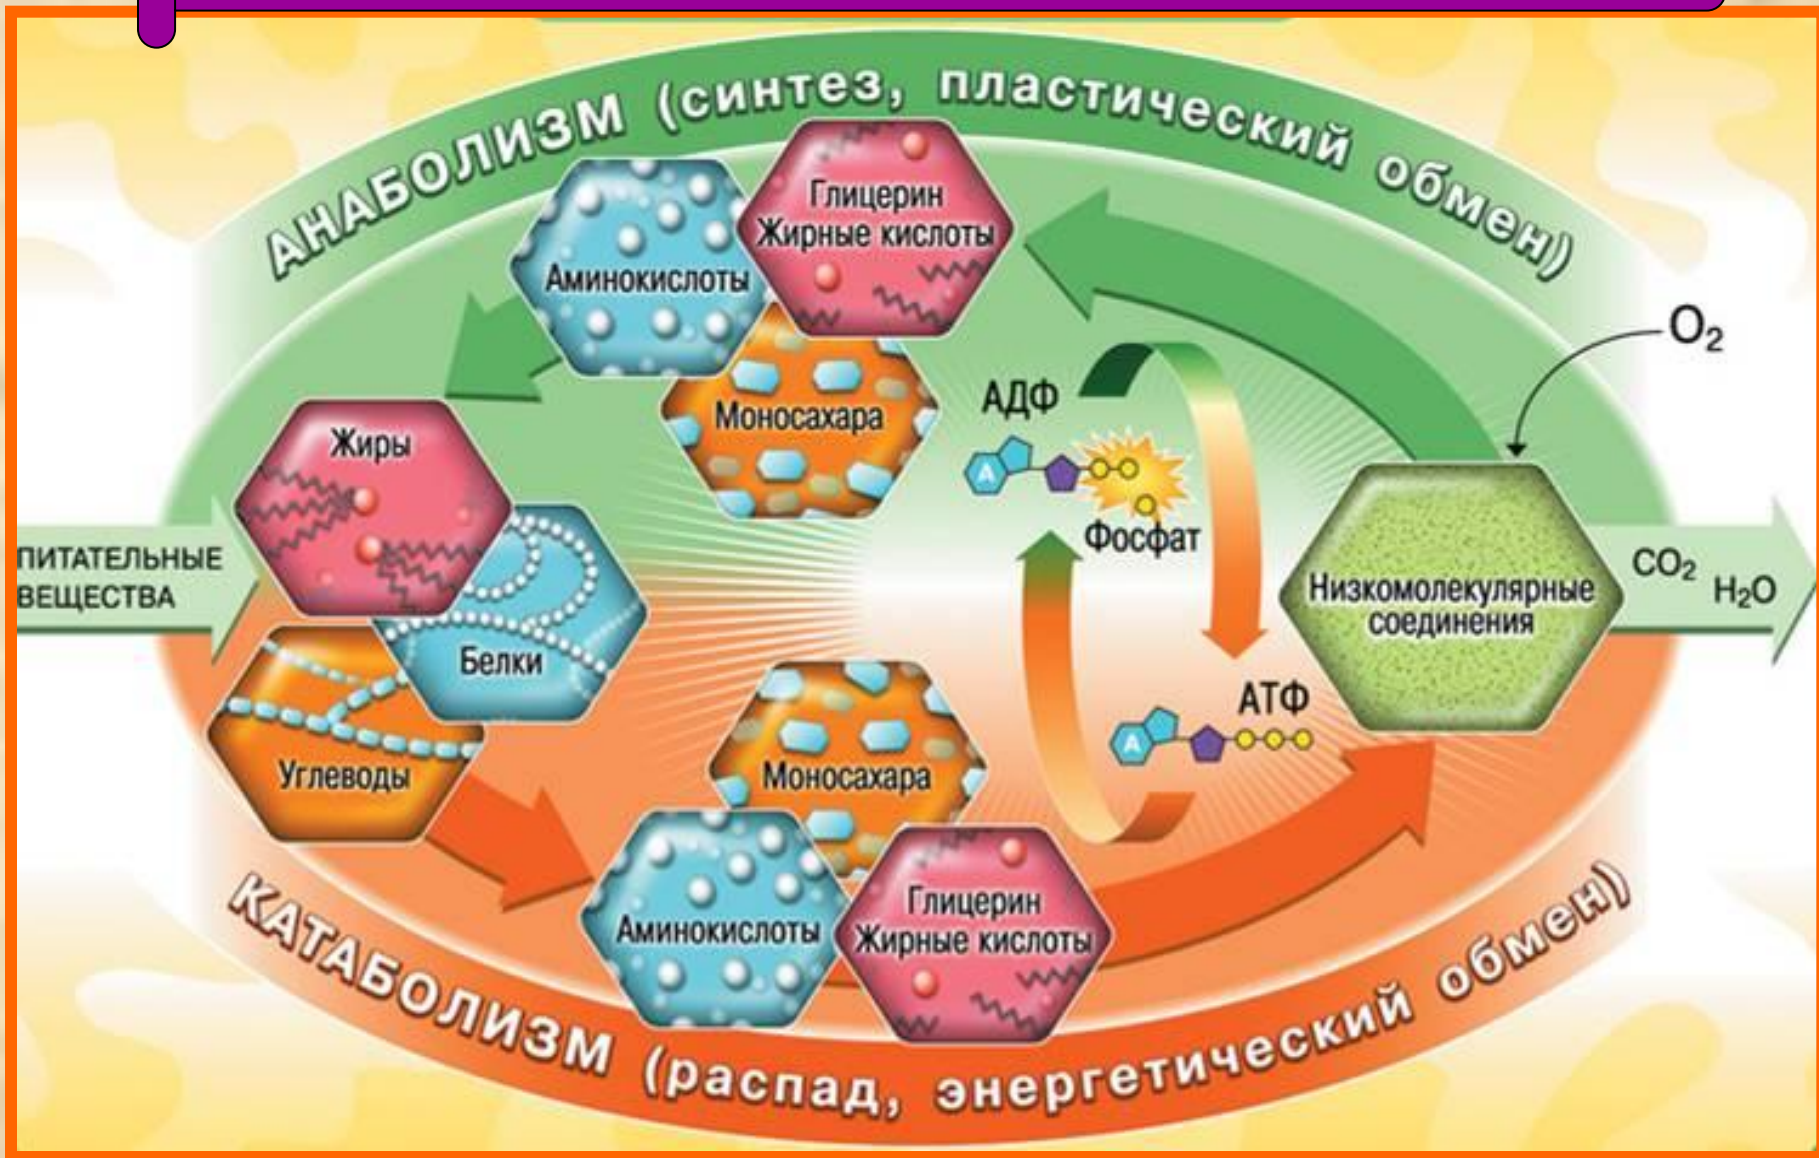 АНАБОЛИЗМ (синтез, пластический обмен)
Глицерин
Жирные кислоты
Аминокислоты
Моносахара
O₂
АДФ
A
Фосфат
Жиры
ПИТАТЕЛЬНЫЕ
ВЕЩЕСТВА
Белки
Углеводы
Низкомолекулярные
соединения
CO₂ H₂O
АТФ
A
Моносахара
Аминокислоты
Глицерин
Жирные кислоты
КАТАБОЛИЗМ (распад, энергетический обмен)